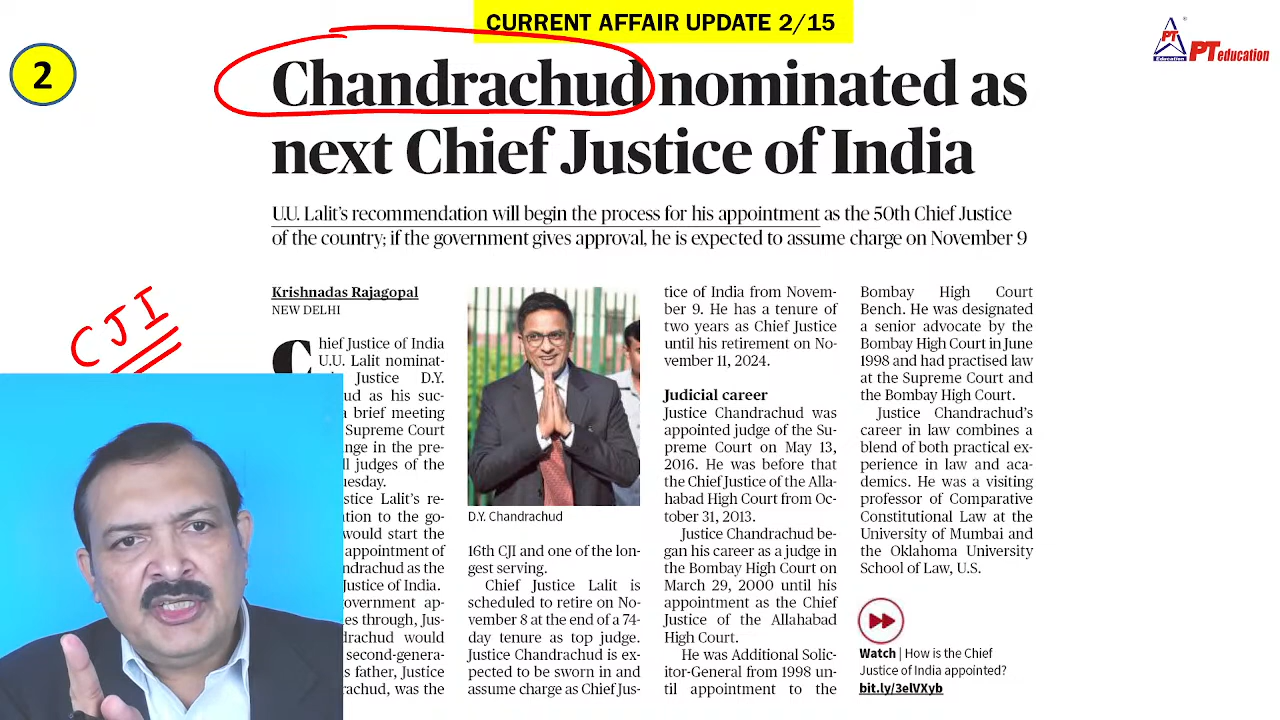 CURRENT AFFAIR UPDATE 2/15
2
PT
Education
PT education
Chandrachud nominated as
next Chief Justice of India
U.U. Lalit's recommendation will begin the process for his appointment as the 50th Chief Justice
of the country; if the government gives approval, he is expected to assume charge on November 9
CJI
Krishnadas Rajagopal
NEW DELHI
Chief Justice of India
U.U. Lalit nominat-
Justice D.Y.
ud as his suc-
a brief meeting
Supreme Court
nge in the pre-
ll judges of the
uesday.
stice Lalit's re-
tion to the go-
would start the
appointment of
ndrachud as the
Justice of India.
overnment ap-
es through, Jus-
drachud would
second-genera-
s father, Justice
rachud, was the
D.Y. Chandrachud
16th CJI and one of the lon-
gest serving.
Chief Justice Lalit is
scheduled to retire on No-
vember 8 at the end of a 74-
day tenure as top judge.
Justice Chandrachud is ex-
pected to be sworn in and
assume charge as Chief Jus-
tice of India from Novem-
ber 9. He has a tenure of
two years as Chief Justice
until his retirement on No-
vember 11, 2024.
Judicial career
Justice Chandrachud was
appointed judge of the Su-
preme Court on May 13,
2016. He was before that
the Chief Justice of the Alla-
habad High Court from Oc-
tober 31, 2013.
Justice Chandrachud be-
gan his career as a judge in
the Bombay High Court on
March 29, 2000 until his
appointment as the Chief
Justice of the Allahabad
High Court.
He was Additional Solic-
itor-General from 1998 un-
til appointment to the
Bombay High Court
Bench. He was designated
a senior advocate by the
Bombay High Court in June
1998 and had practised law
at the Supreme Court and
the Bombay High Court.
Justice Chandrachud's
career in law combines a
blend of both practical ex-
perience in law and aca-
demics. He was a visiting
professor of Comparative
Constitutional Law at the
University of Mumbai and
the Oklahoma University
School of Law, U.S.
Watch | How is the Chief
Justice of India appointed?
bit.ly/3elVXyb